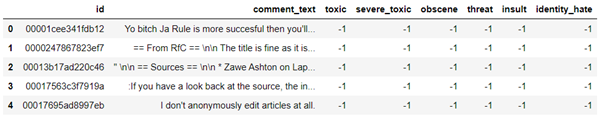 id comment_text toxic severe_toxic obscene threat insult identity_hate
0 00001cee341fdb12 Yo bitch Ja Rule is more succesful then you'll... -1 -1 -1 -1 -1 -1
1 0000247867823ef7 == From RfC == \n\n The title is fine as it is... -1 -1 -1 -1 -1 -1
2 00013b17ad220c46 " \n\n == Sources == \n\n * Zawe Ashton on Lap... -1 -1 -1 -1 -1 -1
3 00017563c3f7919a :If you have a look back at the source, the in... -1 -1 -1 -1 -1 -1
4 00017695ad8997eb I don't anonymously edit articles at all. -1 -1 -1 -1 -1 -1